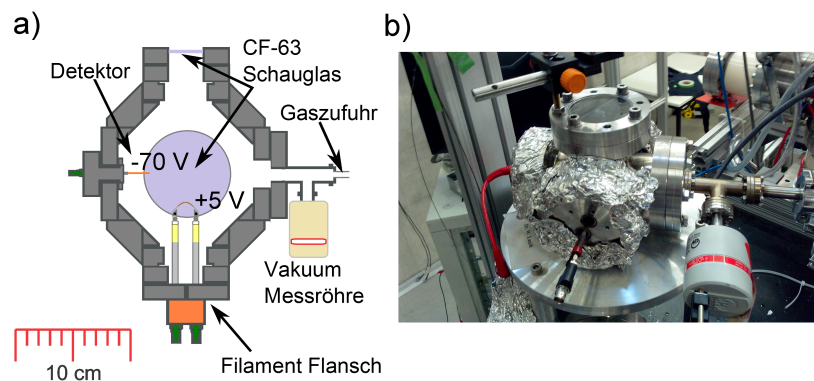 a)
b)
CF-63
Schauglas
Detektor
Gaszufuhr
-70 V
+5 V
Vakuum
Messröhre
Filament Flansch
10 cm